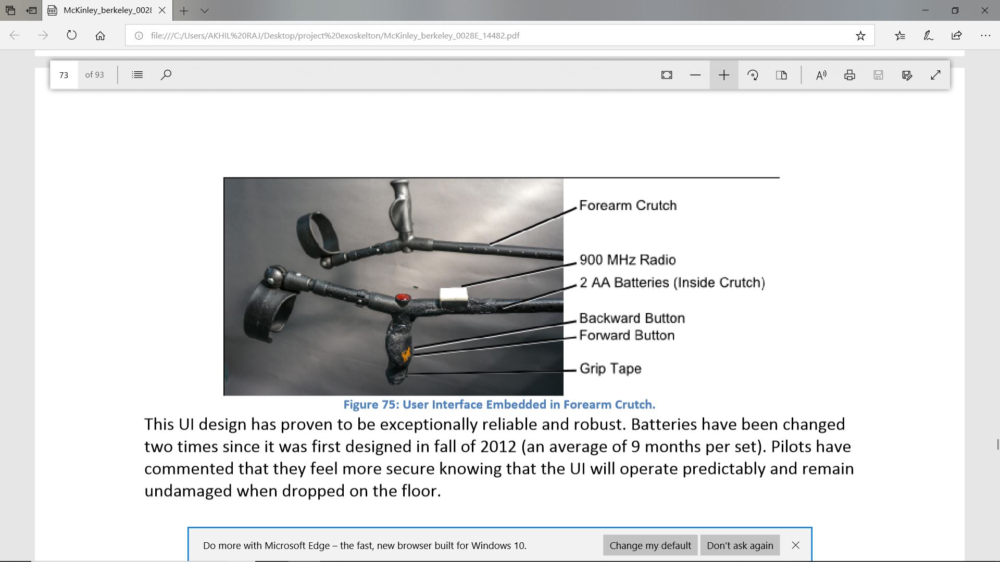 McKinley_berkeley_0028
file:///C:/Users/AKHIL%20RAJ/Desktop/project%20exoskelton/McKinley_berkeley_0028E_14482.pdf
73 of 93
Forearm Crutch
900 MHz Radio
2 AA Batteries (Inside Crutch)
Backward Button
Forward Button
Grip Tape
Figure 75: User Interface Embedded in Forearm Crutch.
This UI design has proven to be exceptionally reliable and robust. Batteries have been changed
two times since it was first designed in fall of 2012 (an average of 9 months per set). Pilots have
commented that they feel more secure knowing that the UI will operate predictably and remain
undamaged when dropped on the floor.
Do more with Microsoft Edge – the fast, new browser built for Windows 10. Change my default Don't ask again